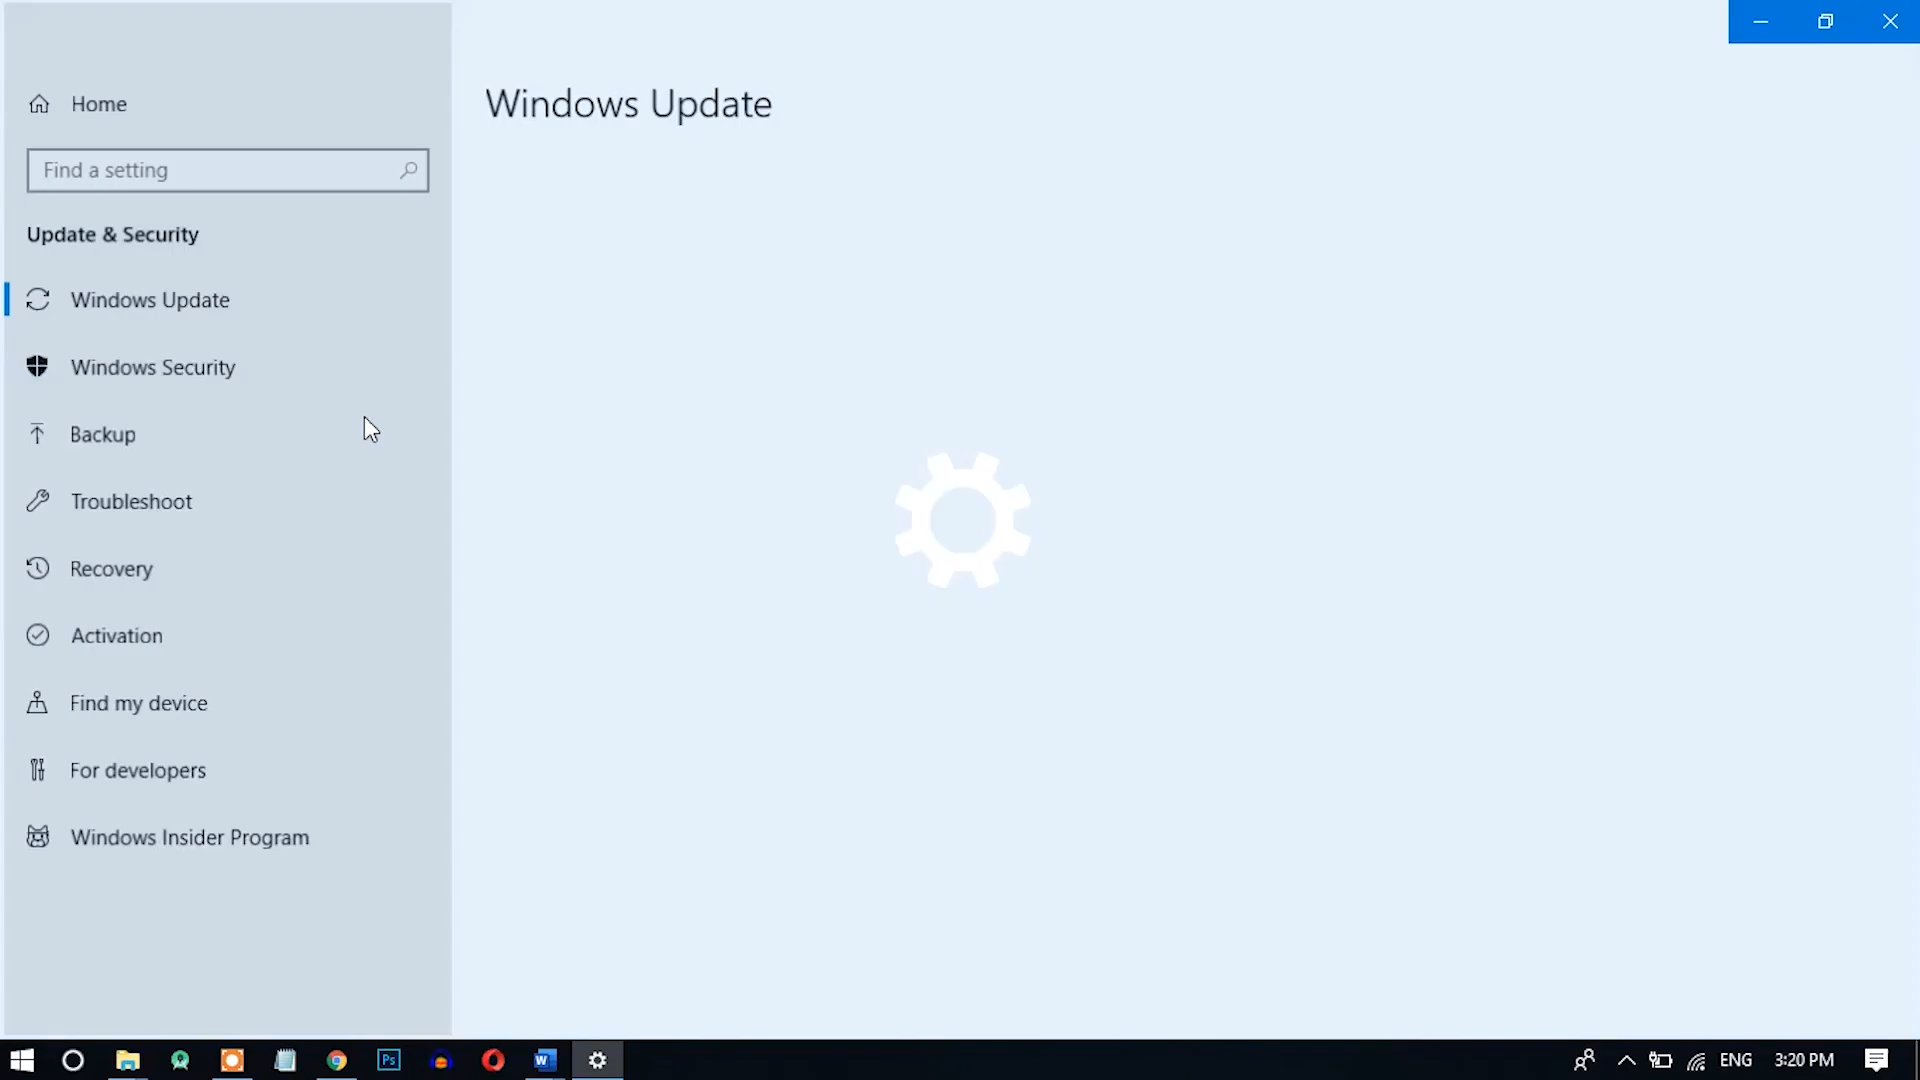 Home
Windows Update
Find a setting
Update & Security
Windows Update
Windows Security
Backup
Troubleshoot
Recovery
Activation
Find my device
For developers
Windows Insider Program
Ps
W
ENG
3:20 PM